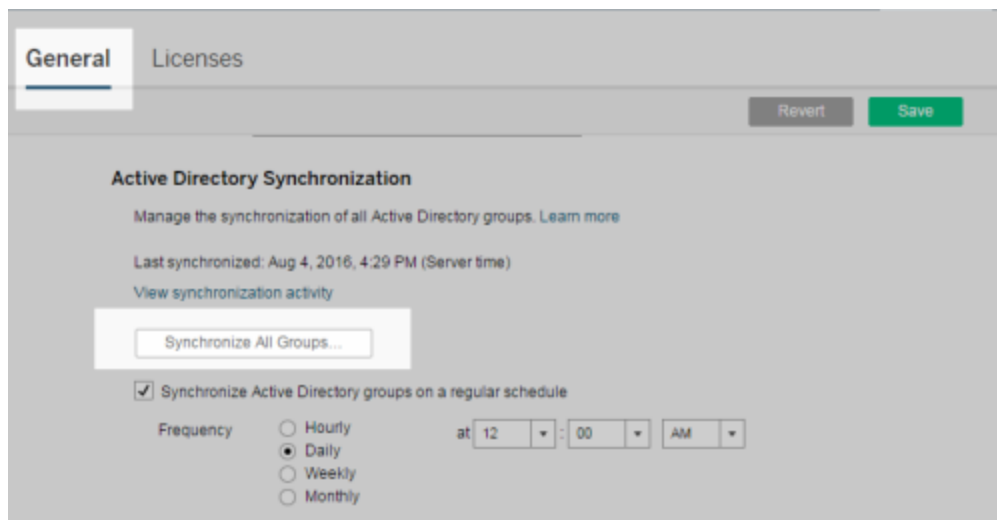 General Licenses
Revert Save
Active Directory Synchronization
Manage the synchronization of all Active Directory groups. Learn more
Last synchronized: Aug 4, 2016, 4:29 PM (Server time)
View synchronization activity
Synchronize All Groups...
Synchronize Active Directory groups on a regular schedule
Frequency Hourly at 12 : 00 AM
Daily
Weekly
Monthly